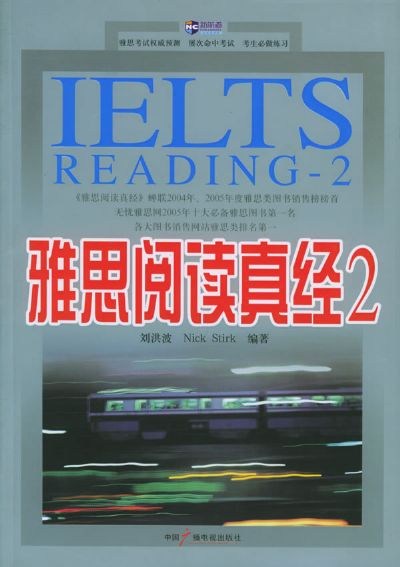 NC 新航道
雅思考试权威预测 屡次命中考试 考生必做练习
IELTS
READING-2
《雅思阅读真经》蝉联2004年、2005年度雅思类图书销售榜榜首
无忧雅思网2005年十大必备雅思图书第一名
各大图书销售网站雅思类排名第一
雅思阅读真经2
刘洪波 Nick Stirk 编著
中国广播电视出版社